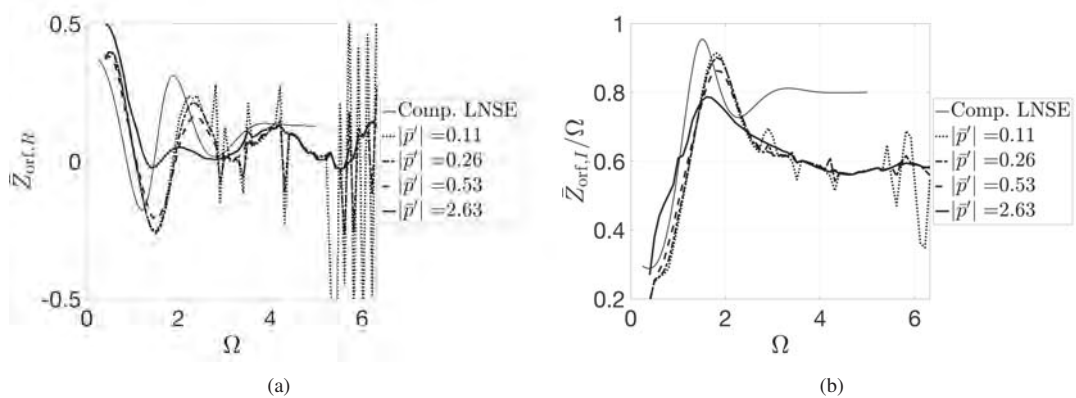 0.5
0
-0.5
0
2
4
6
Z̄orf,R
Ω
Comp. LNSE
|p̄′| =0.11
|p̄′| =0.26
|p̄′| =0.53
|p̄′| =2.63
(a)
1
0.8
0.6
0.4
0.2
0
2
4
6
Z̄orf,I/Ω
Ω
Comp. LNSE
|p̄′| =0.11
|p̄′| =0.26
|p̄′| =0.53
|p̄′| =2.63
(b)